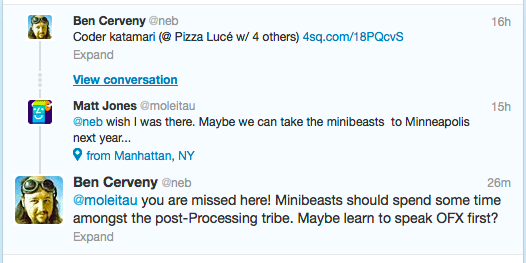 Ben Cerveny @neb 16h
Coder katamari (@ Pizza Lucé w/ 4 others) 4sq.com/18PQcvS
Expand
View conversation
Matt Jones @moleitau 15h
@neb wish I was there. Maybe we can take the minibeasts to Minneapolis
next year...
from Manhattan, NY
Ben Cerveny @neb 26m
@moleitau you are missed here! Minibeasts should spend some time
amongst the post-Processing tribe. Maybe learn to speak OFX first?
Expand